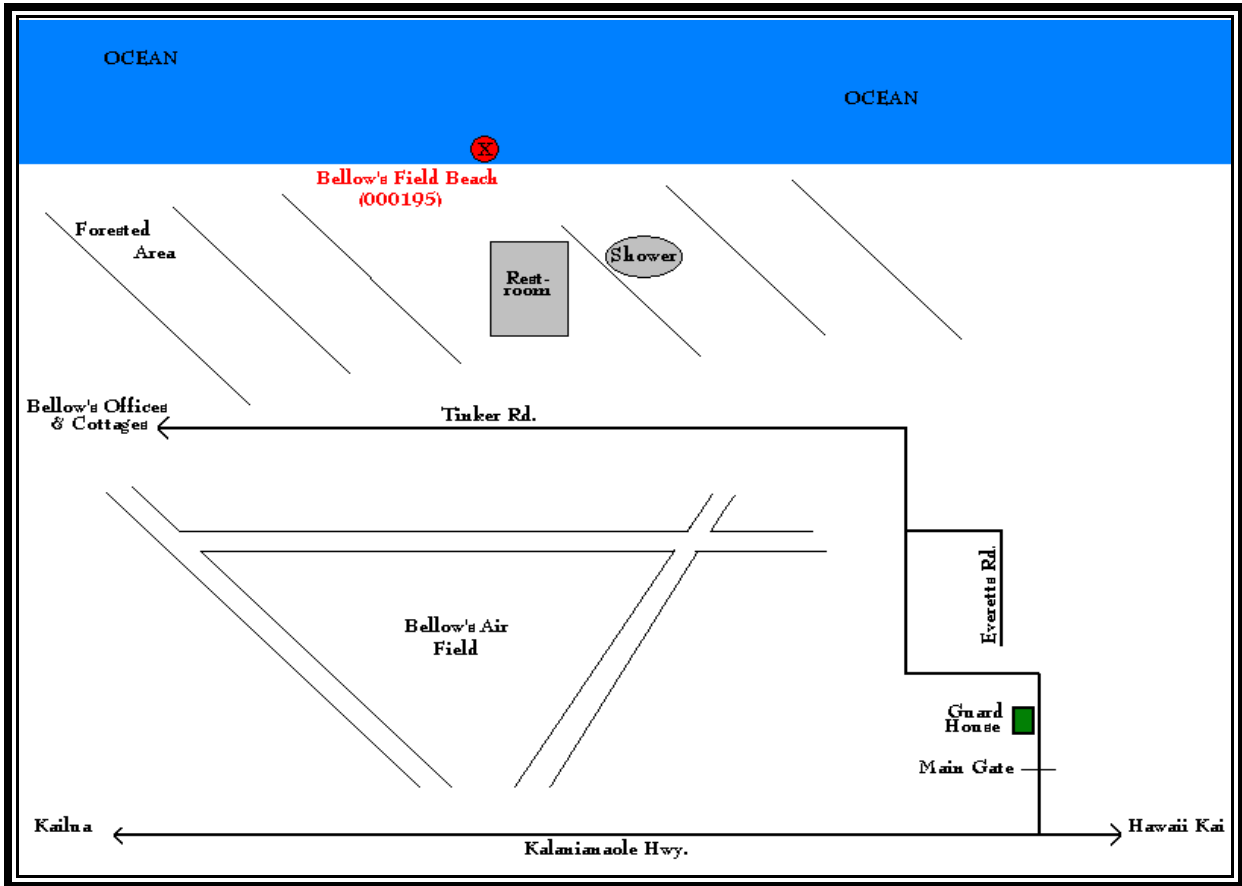 OCEAN
OCEAN
X
Bellow's Field Beach
(000195)
Forested
Area
Shower
Rest-
room
Bellow's Offices
& Cottages
Tinker Rd.
Everetts Rd.
Bellow's Air
Field
Guard
House
Main Gate
Kailua
Hawaii Kai
Kalanianaole Hwy.